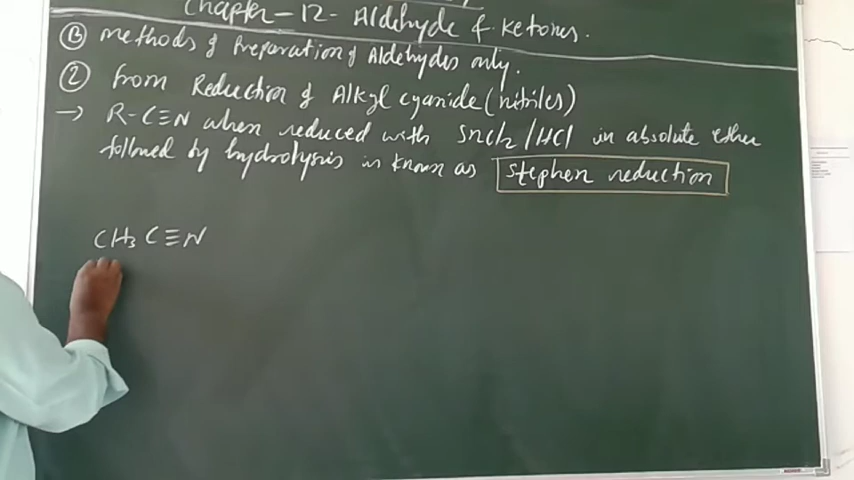 Chapter-12- Aldehyde & ketones.
B methods of Preparation of Aldehydes only.
2 from Reduction of Alkyl cyanide (nitriles)
→ R-C≡N when reduced with SnCl2/HCl in absolute ether
followed by hydrolysis is known as Stephen reduction
CH3 C≡N